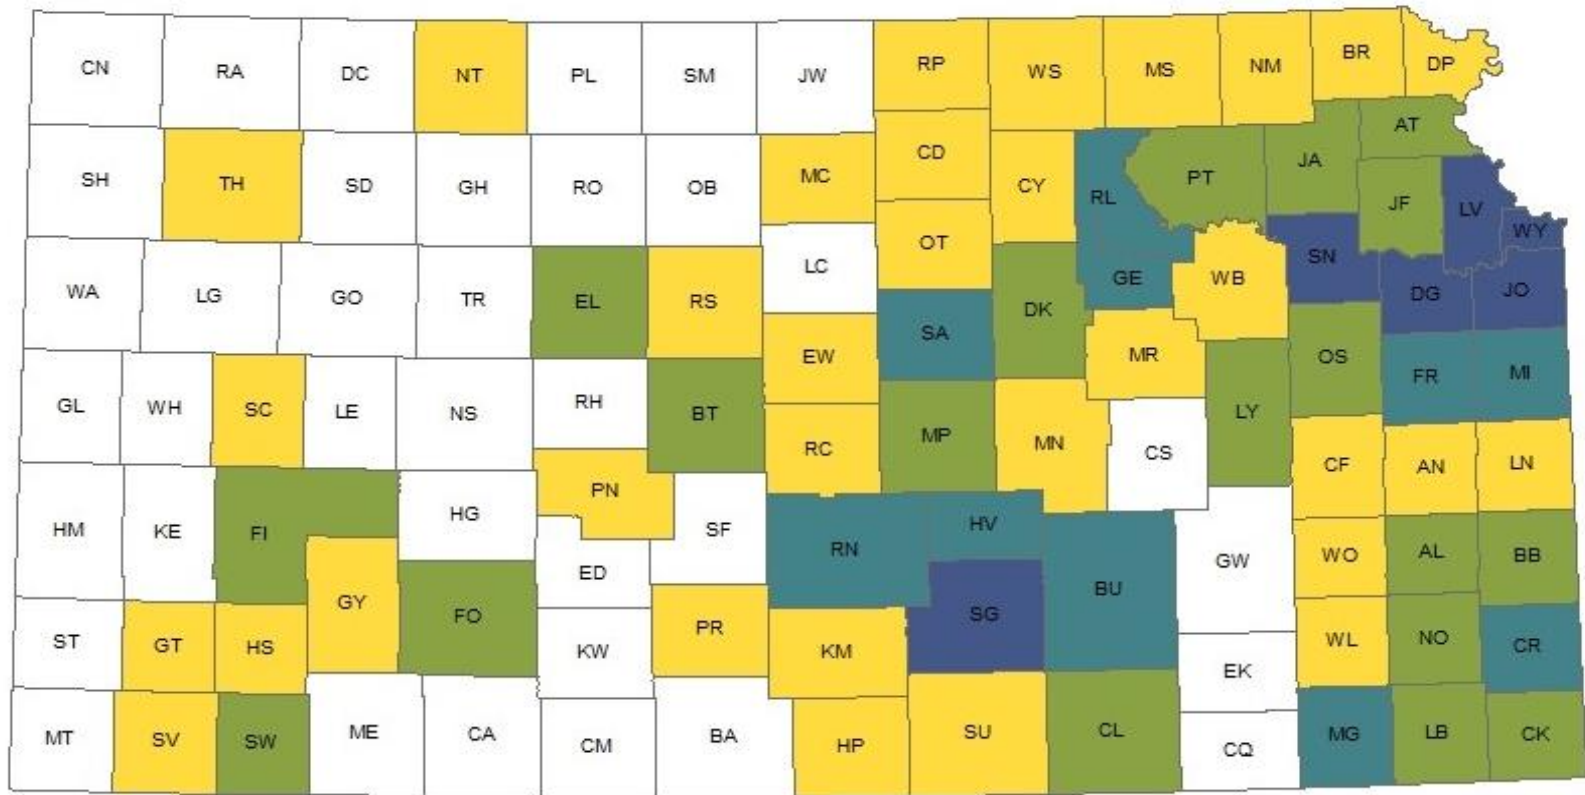 CN RA DC NT PL SM JW RP WS MS NM BR DP
SH TH SD GH RO OB MC CD CY RL PT JA AT JF LV WY
WA LG GO TR EL RS LC OT SA DK GE WB SN DG JO
GL WH SC LE NS RH BT EW MP MR LY OS FR MI
HM KE FI HG PN SF RC MN CS CF AN LN
ED RN HV BU GW WO AL BB
ST GT HS GY FO KW PR KM SG EK WL NO CR
MT SV SW ME CA CM BA HP SU CL CQ MG LB CK